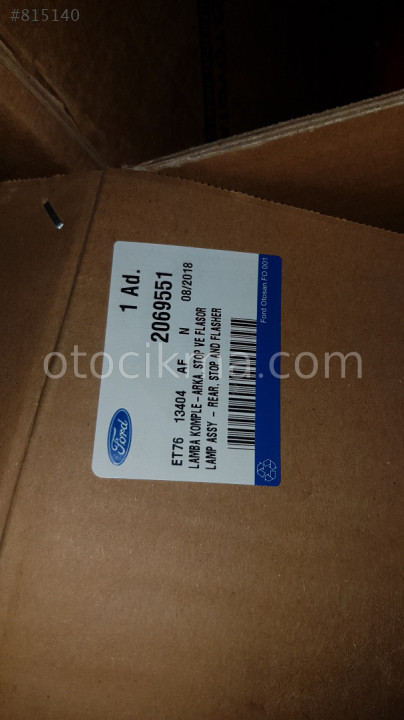 #815140
1 Ad.
2069551
ET76 13404 AF N 08/2018
LAMBA KOMPLE-ARKA. STOP VE FLASOR
LAMP ASSY - REAR. STOP AND FLASHER
Ford
Ford Otosan FO 001
otocikma.com